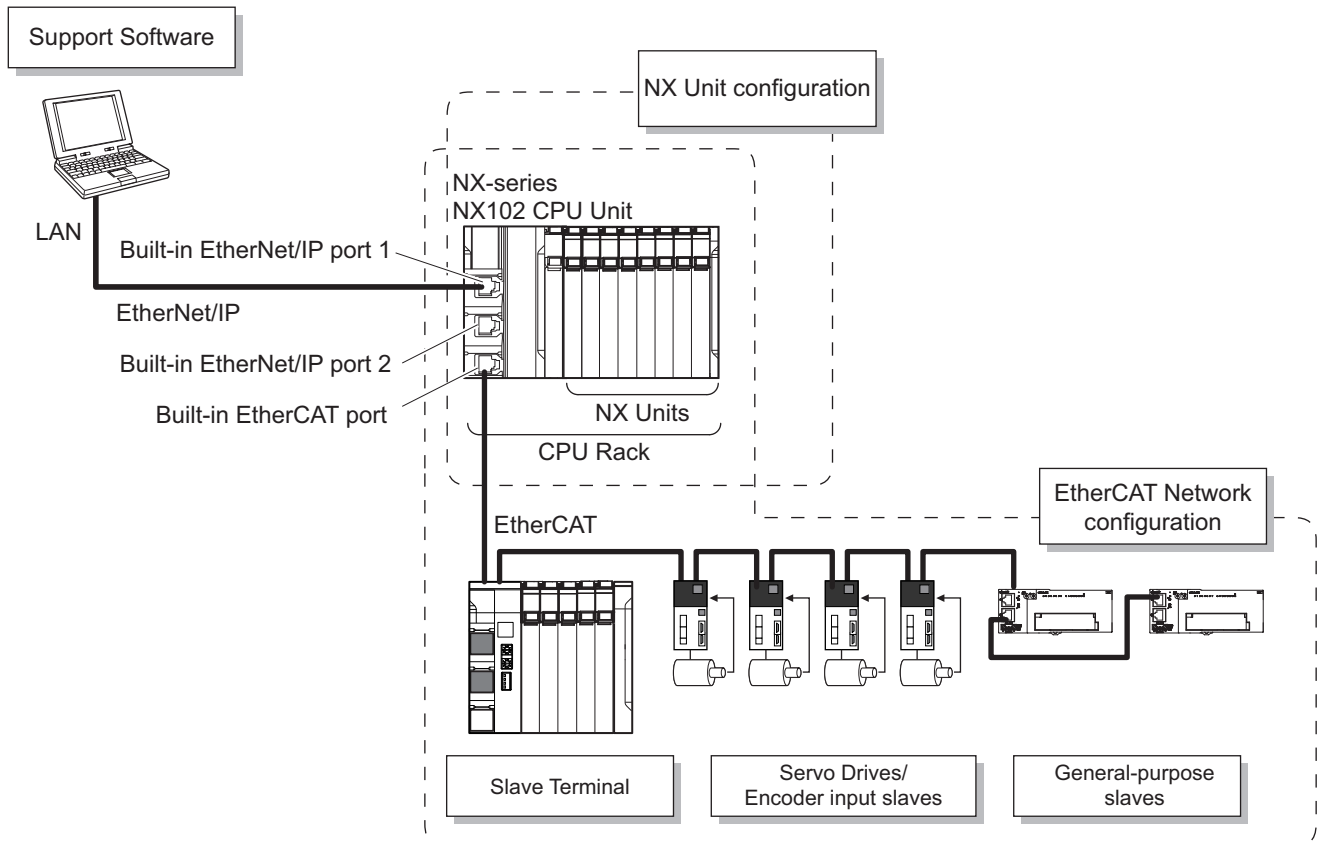 Support Software
NX Unit configuration
NX-series
NX102 CPU Unit
LAN
Built-in EtherNet/IP port 1
EtherNet/IP
Built-in EtherNet/IP port 2
Built-in EtherCAT port
NX Units
CPU Rack
EtherCAT Network
configuration
EtherCAT
Slave Terminal
Servo Drives/
Encoder input slaves
General-purpose
slaves